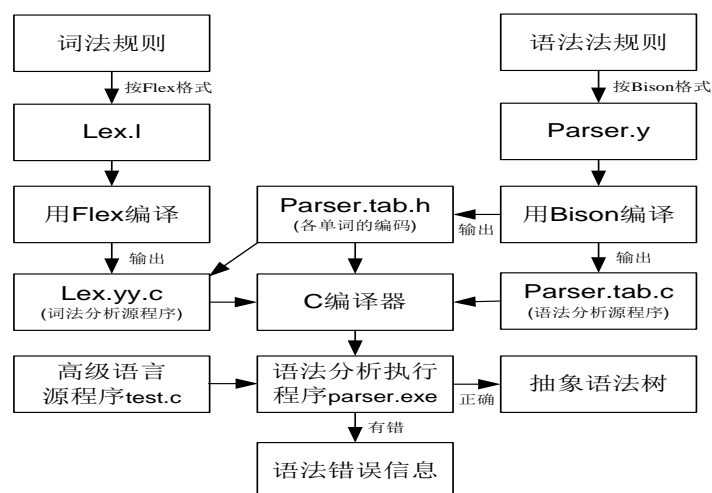 词法规则
语法法规则
按Flex格式
按Bison格式
Lex.l
Parser.y
用Flex编译
Parser.tab.h
(各单词的编码)
输出
用Bison编译
输出
输出
Lex.yy.c
(词法分析源程序)
C编译器
Parser.tab.c
(语法分析源程序)
高级语言
源程序test.c
语法分析执行
程序parser.exe
正确
抽象语法树
有错
语法错误信息